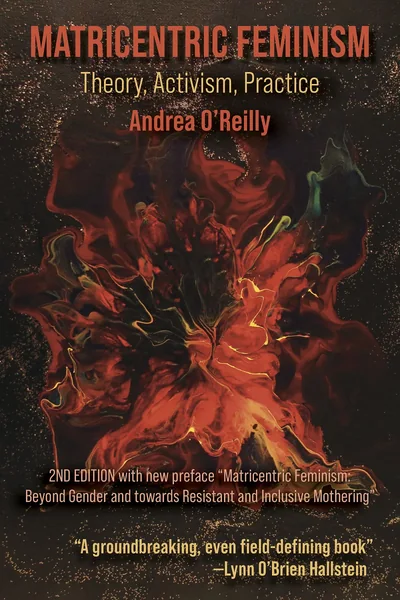 MATRICENTRIC FEMINISM
Theory, Activism, Practice
Andrea O'Reilly
2ND EDITION with new preface “Matricentric Feminism:
Beyond Gender and towards Resistant and Inclusive Mothering”
“A groundbreaking, even field-defining book”
—Lynn O'Brien Hallstein